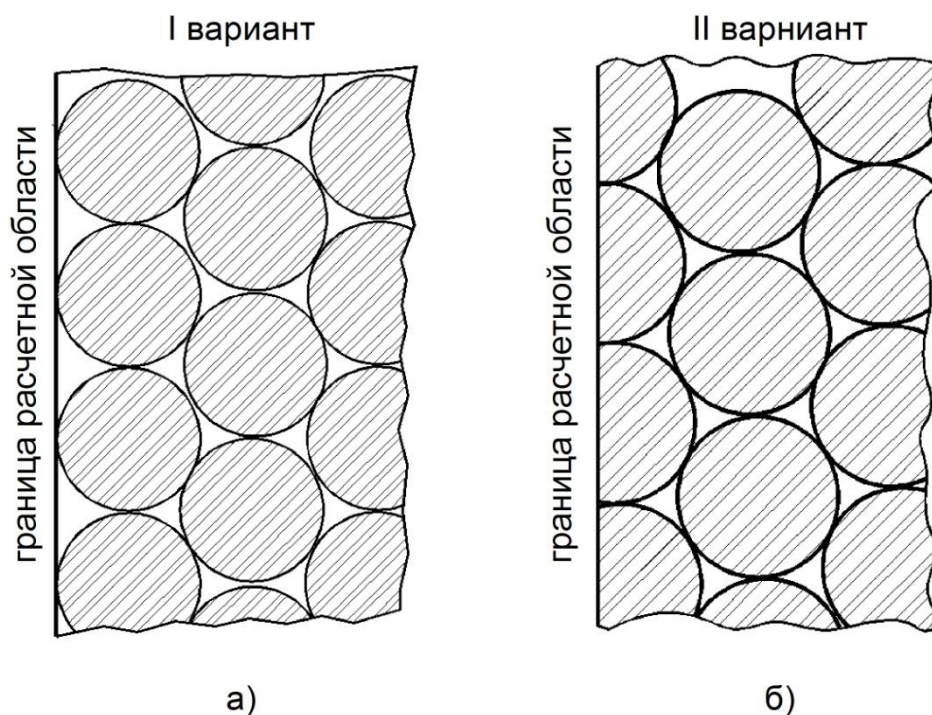 I вариант
II варниант
граница расчетной области
граница расчетной области
а)
б)